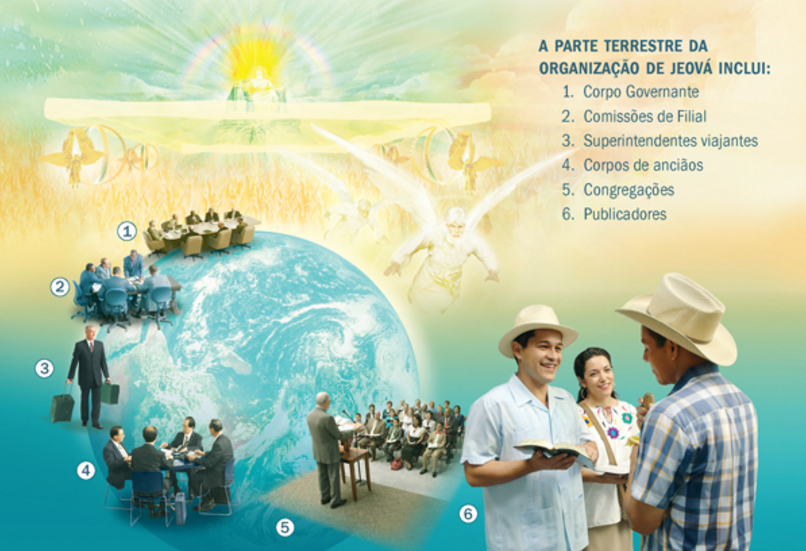 A PARTE TERRESTRE DA
ORGANIZAÇÃO DE JEOVÁ INCLUI:
1. Corpo Governante
2. Comissões de Filial
3. Superintendentes viajantes
4. Corpos de anciãos
5. Congregações
6. Publicadores
1
2
3
4
5
6